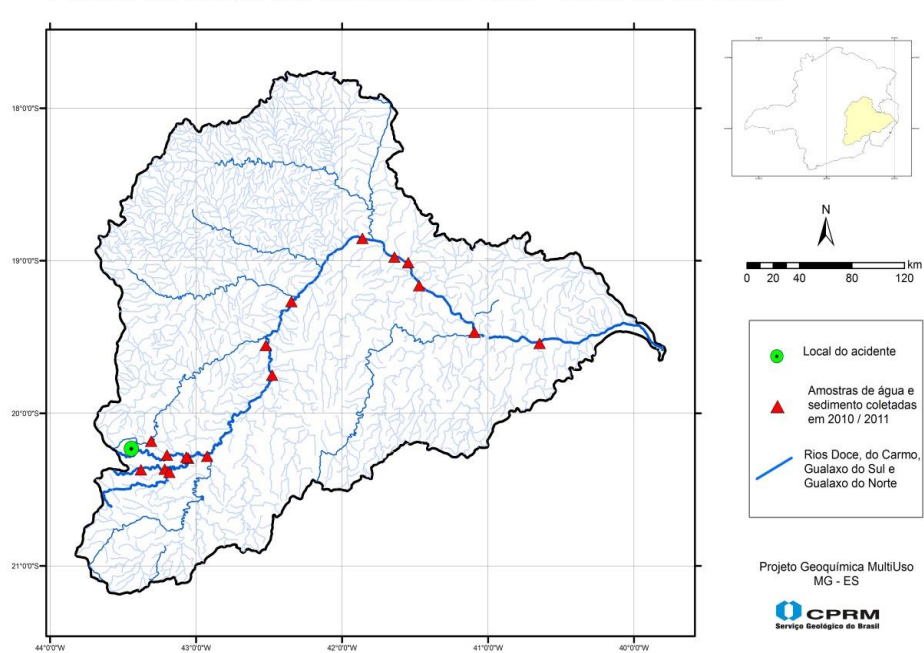 18°0'0"S
19°0'0"S
20°0'0"S
21°0'0"S
44°0'0"W
43°0'0"W
42°0'0"W
41°0'0"W
40°0'0"W
N
km
0 20 40 80 120
Local do acidente
Amostras de água e
sedimento coletadas
em 2010 / 2011
Rios Doce, do Carmo,
Gualaxo do Sul e
Gualaxo do Norte
Projeto Geoquímica MultiUso
MG - ES
CPRM
Serviço Geológico do Brasil